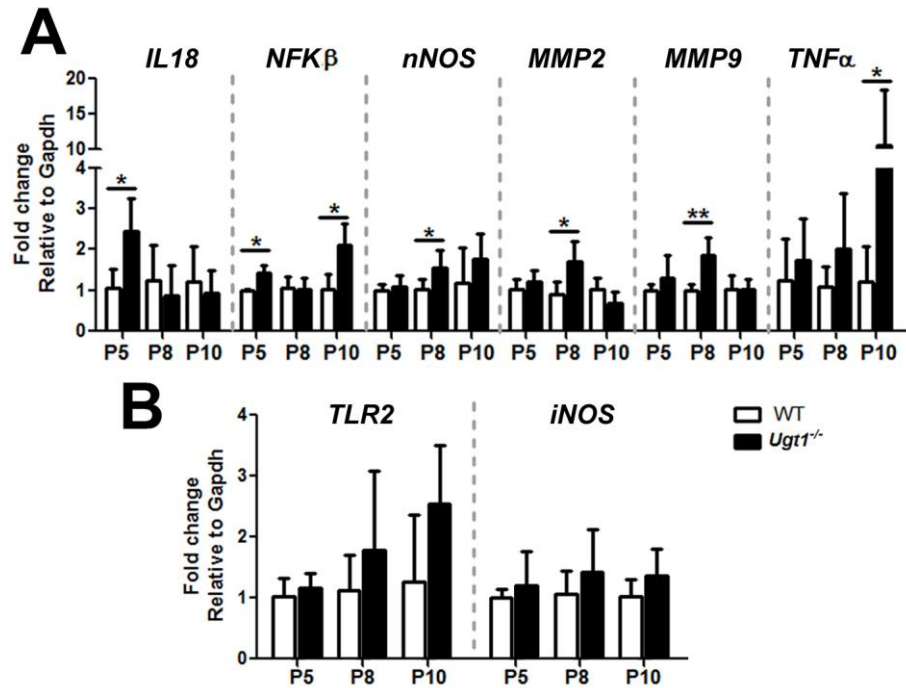 A
IL18 NFKβ nNOS MMP2 MMP9 TNFα
Fold change
Relative to Gapdh
20
15
10
4
3
2
1
0
* * * * * ** *
P5 P8 P10 P5 P8 P10 P5 P8 P10 P5 P8 P10 P5 P8 P10 P5 P8 P10
B
TLR2 iNOS
WT
Ugt1-/-
Fold change
Relative to Gapdh
4
3
2
1
0
P5 P8 P10 P5 P8 P10